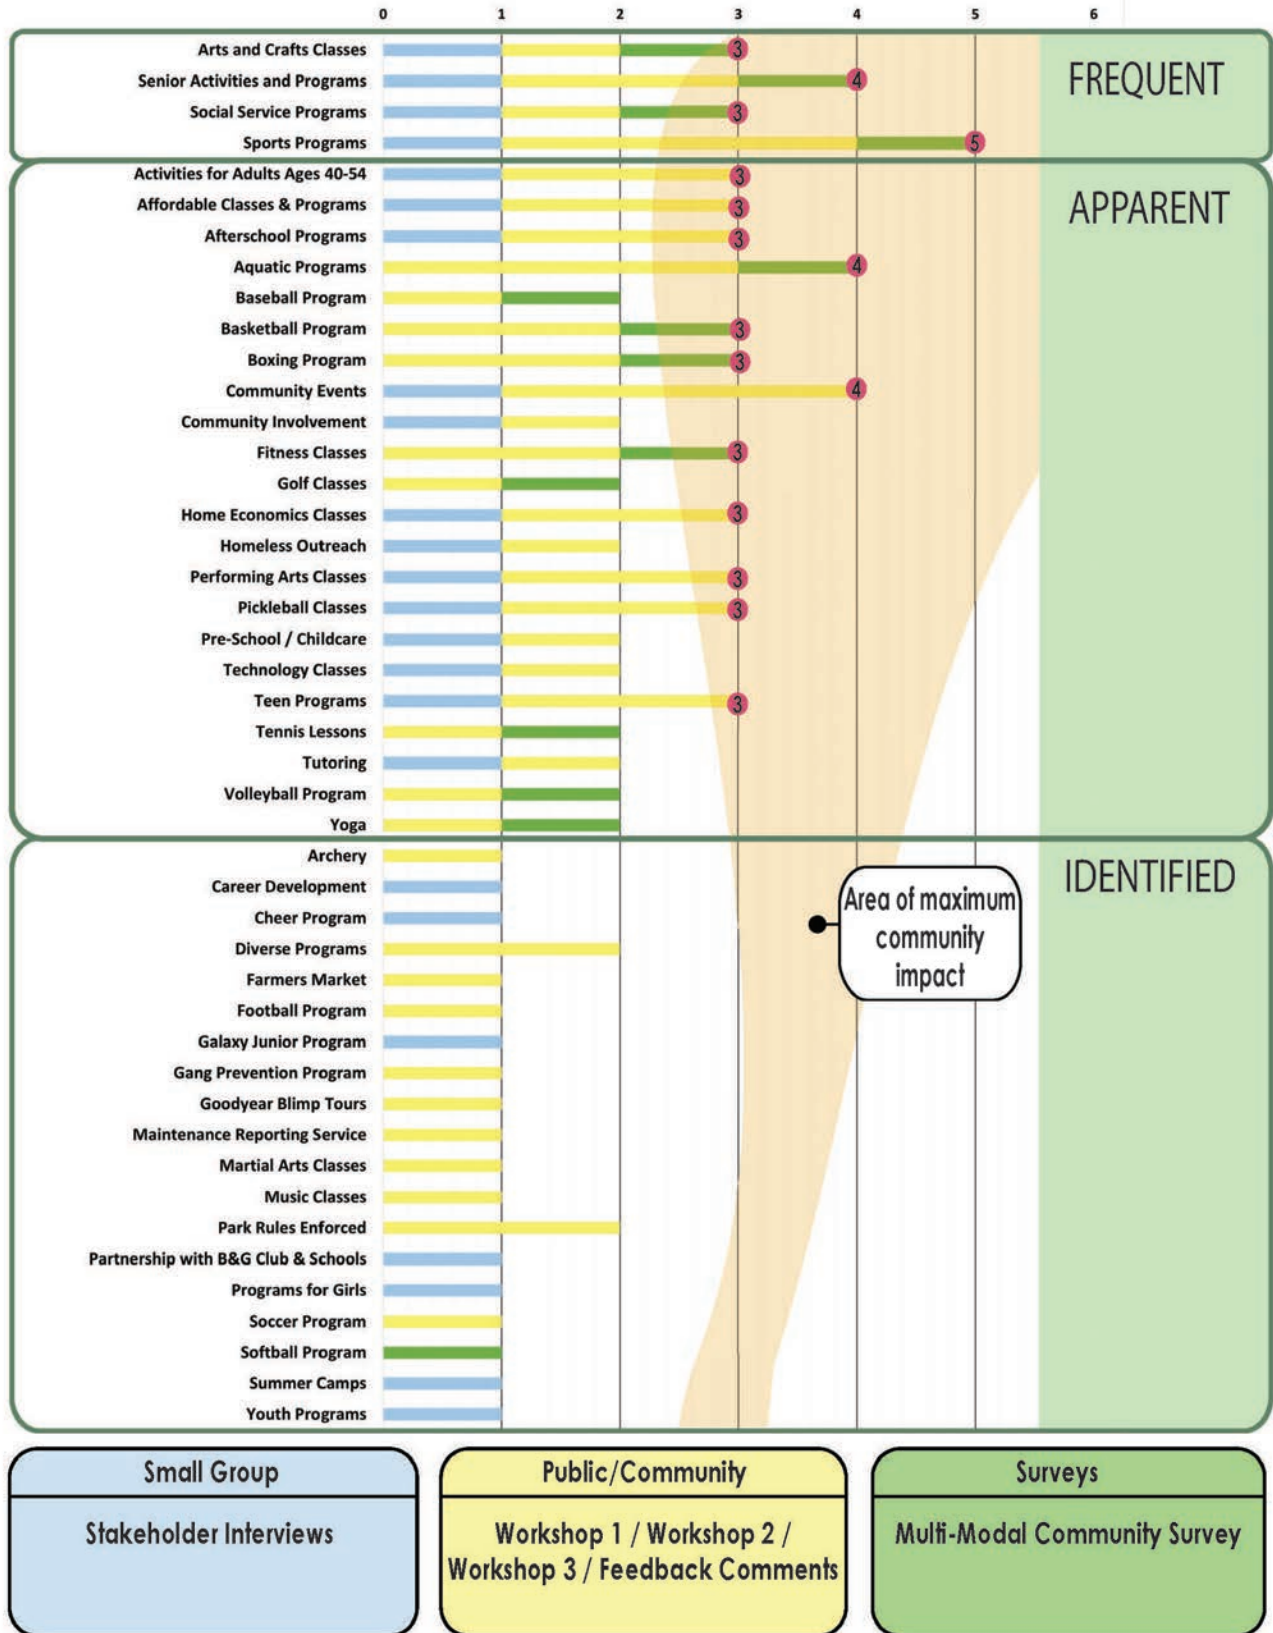 0 1 2 3 4 5 6
FREQUENT
Arts and Crafts Classes 3
Senior Activities and Programs 4
Social Service Programs 3
Sports Programs 5
APPARENT
Activities for Adults Ages 40-54 3
Affordable Classes & Programs 3
Afterschool Programs 3
Aquatic Programs 4
Baseball Program
Basketball Program 3
Boxing Program 3
Community Events 4
Community Involvement
Fitness Classes 3
Golf Classes
Home Economics Classes 3
Homeless Outreach
Performing Arts Classes 3
Pickleball Classes 3
Pre-School / Childcare
Technology Classes
Teen Programs 3
Tennis Lessons
Tutoring
Volleyball Program
Yoga
IDENTIFIED
Archery
Career Development
Cheer Program
Diverse Programs
Farmers Market
Football Program
Galaxy Junior Program
Gang Prevention Program
Goodyear Blimp Tours
Maintenance Reporting Service
Martial Arts Classes
Music Classes
Park Rules Enforced
Partnership with B&G Club & Schools
Programs for Girls
Soccer Program
Softball Program
Summer Camps
Youth Programs
Area of maximum
community
impact
Small Group
Stakeholder Interviews
Public/Community
Workshop 1 / Workshop 2 /
Workshop 3 / Feedback Comments
Surveys
Multi-Modal Community Survey